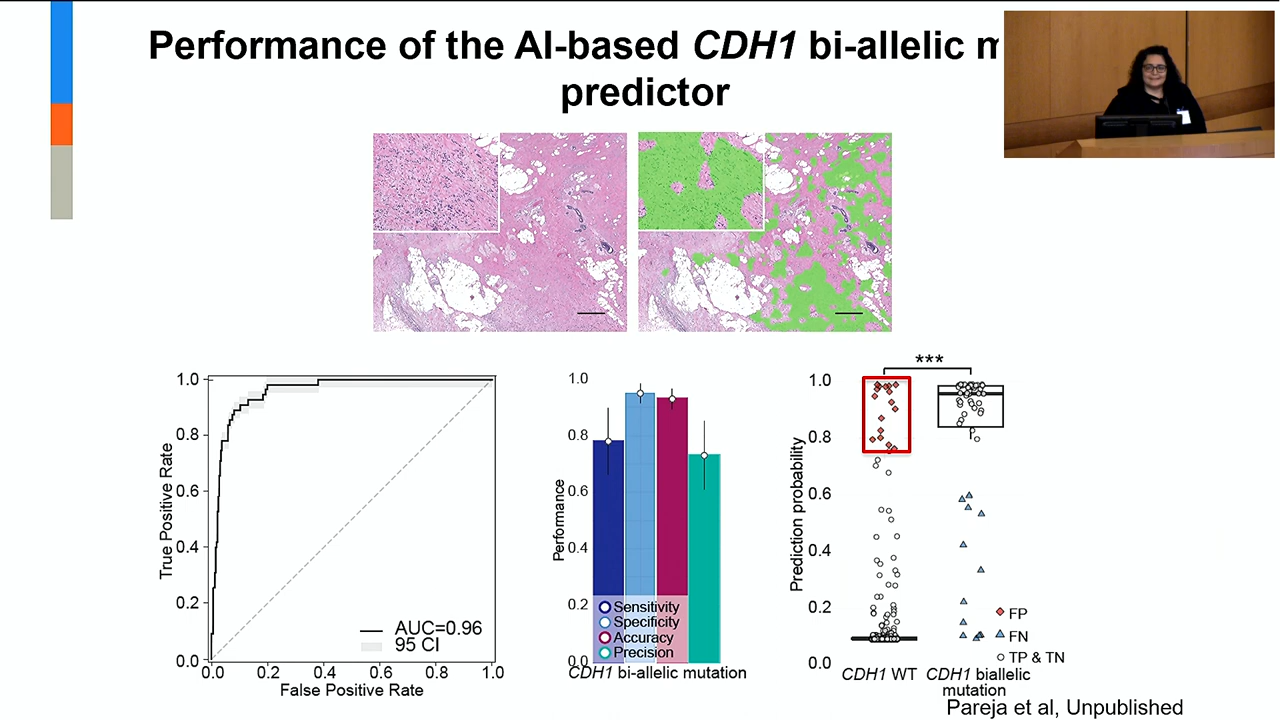 Performance of the AI-based CDH1 bi-allelic
predictor
1.0
0.8
0.6
0.4
0.2
0.0
0.0 0.2 0.4 0.6 0.8 1.0
True Positive Rate
False Positive Rate
AUC=0.96
95 CI
1.0
0.8
0.6
0.4
0.2
0.0
Performance
Sensitivity
Specificity
Accuracy
Precision
CDH1 bi-allelic mutation
***
1.0
0.8
0.6
0.4
0.2
0.0
Prediction probability
FP
FN
TP & TN
CDH1 WT CDH1 biallelic
mutation
Pareja et al, Unpublished